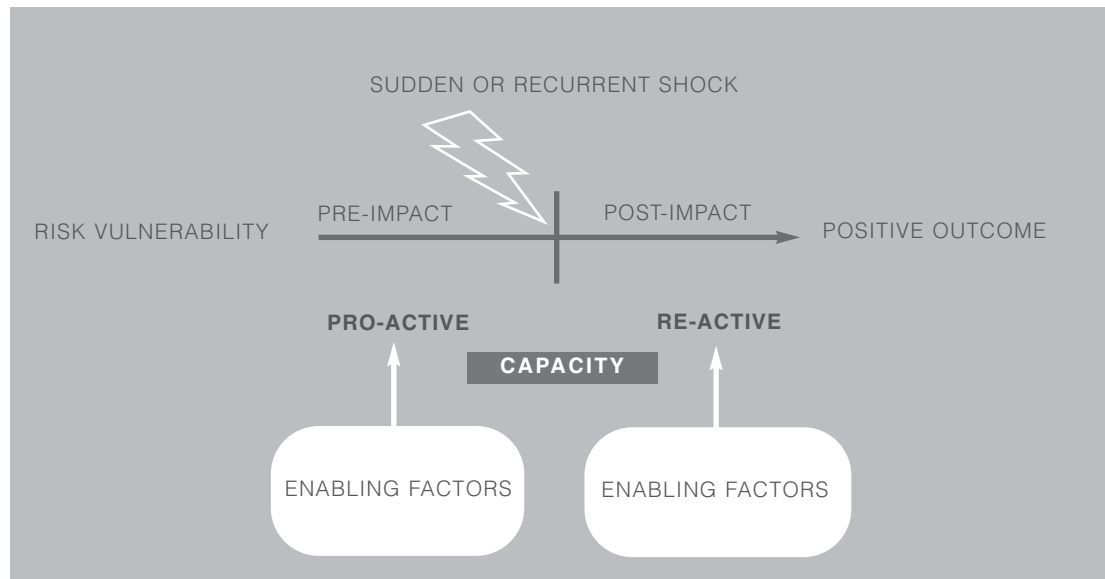 SUDDEN OR RECURRENT SHOCK
PRE-IMPACT
POST-IMPACT
RISK VULNERABILITY
POSITIVE OUTCOME
PRO-ACTIVE
RE-ACTIVE
CAPACITY
ENABLING FACTORS
ENABLING FACTORS